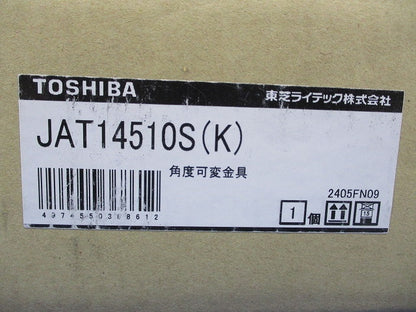 TOSHIBA 東芝ライテック株式会社
JAT14510S(K)
角度可変金具
4974550388612
1 個
2405FN09